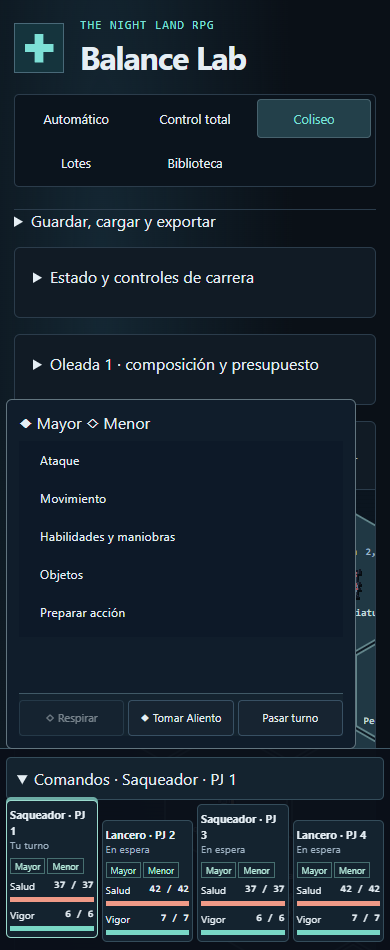 THE NIGHT LAND RPG
Balance Lab
Automático Control total Coliseo
Lotes Biblioteca
▶ Guardar, cargar y exportar
▶ Estado y controles de carrera
▶ Oleada 1 · composición y presupuesto
◆ Mayor ◇ Menor
Ataque
Movimiento
Habilidades y maniobras
Objetos
Preparar acción
◇ Respirar ◆ Tomar Aliento Pasar turno
▼ Comandos · Saqueador · PJ 1
Saqueador · PJ 1
Tu turno
Mayor Menor
Salud 37 / 37
Vigor 6 / 6
Lancero · PJ 2
En espera
Mayor Menor
Salud 42 / 42
Vigor 7 / 7
Saqueador · PJ 3
En espera
Mayor Menor
Salud 37 / 37
Vigor 6 / 6
Lancero · PJ 4
En espera
Mayor Menor
Salud 42 / 42
Vigor 7 / 7